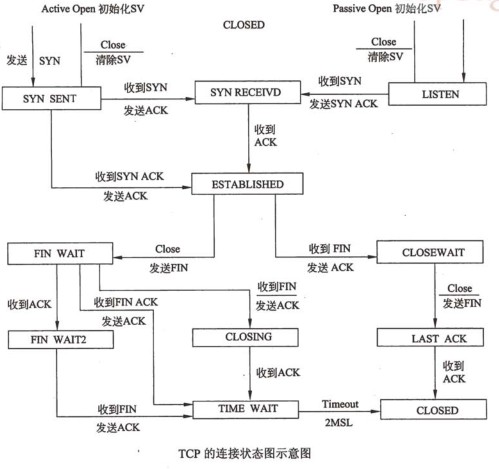 Active Open 初始化SV
CLOSED
Passive Open 初始化SV
发送
SYN
Close
清除SV
Close
清除SV
SYN SENT
收到SYN
发送ACK
SYN RECEIVD
收到SYN
发送SYN ACK
LISTEN
收到
ACK
收到SYN ACK
发送ACK
ESTABLISHED
FIN WAIT
Close
发送FIN
收到 FIN
发送 ACK
CLOSEWAIT
收到ACK
收到FIN ACK
发送ACK
收到FIN
发送ACK
Close
发送FIN
FIN WAIT2
CLOSING
LAST ACK
收到ACK
收到
ACK
收到FIN
发送ACK
TIME WAIT
Timeout
2MSL
CLOSED
TCP 的连接状态图示意图